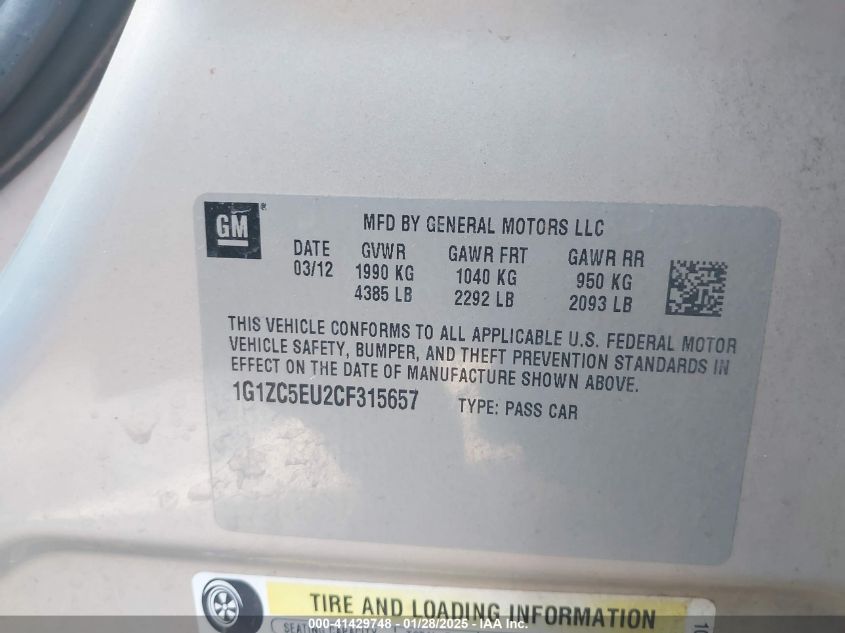 GM ®
MFD BY GENERAL MOTORS LLC
DATE GVWR GAWR FRT GAWR RR
03/12 1990 KG 1040 KG 950 KG
4385 LB 2292 LB 2093 LB
THIS VEHICLE CONFORMS TO ALL APPLICABLE U.S. FEDERAL MOTOR
VEHICLE SAFETY, BUMPER, AND THEFT PREVENTION STANDARDS IN
EFFECT ON THE DATE OF MANUFACTURE SHOWN ABOVE.
1G1ZC5EU2CF315657 TYPE: PASS CAR
TIRE AND LOADING INFORMATION
SEATING CAPACITY
000-41429748 - 01/28/2025 - IAA Inc.